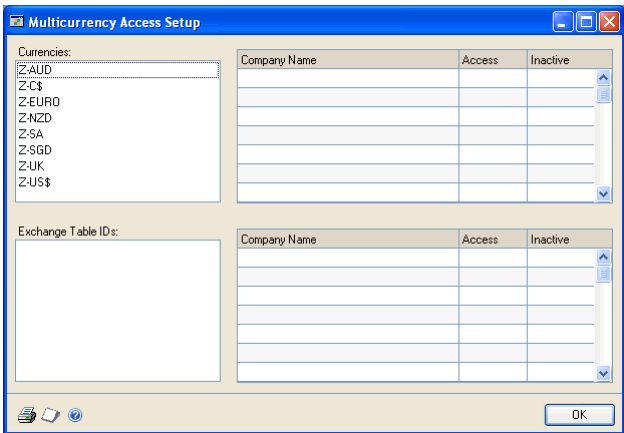 Multicurrency Access Setup
Currencies:
Z-AUD
Z-C$
Z-EURO
Z-NZD
Z-SA
Z-SGD
Z-UK
Z-US$
Company Name Access Inactive
Exchange Table IDs:
Company Name Access Inactive
OK